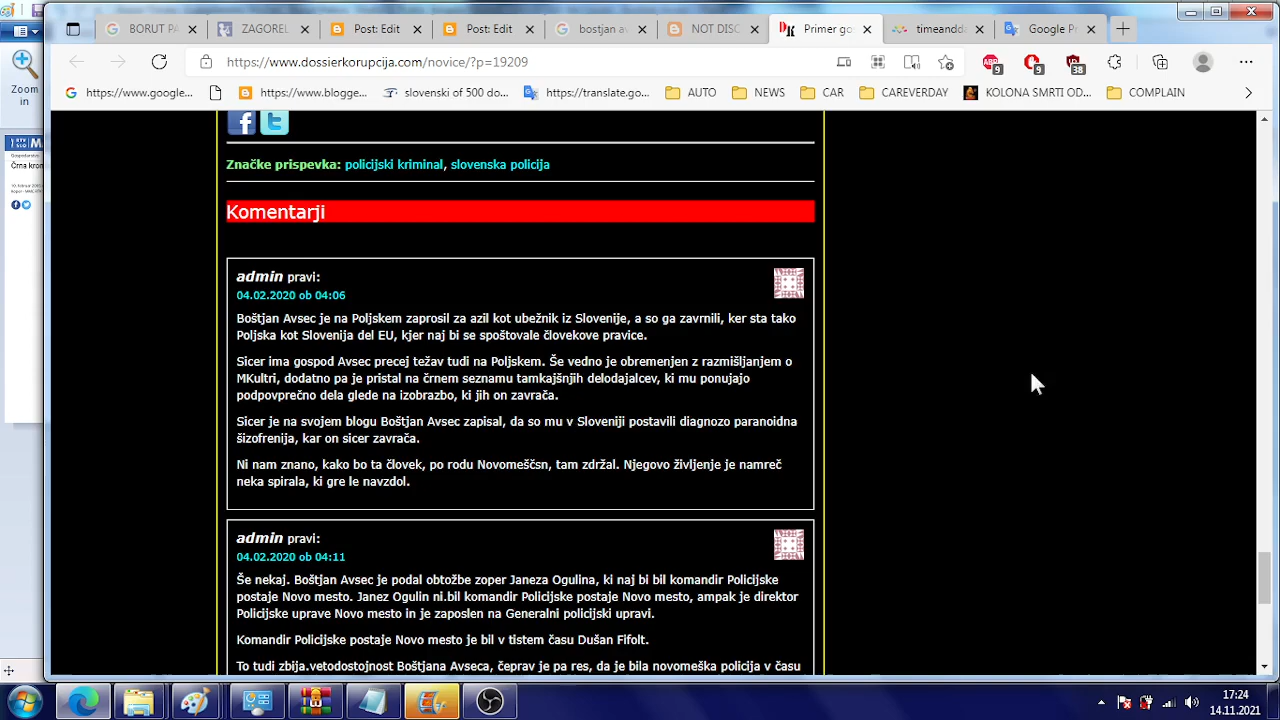 BORUT PA
ZAGOREL
Post: Edit
Post: Edit
bostjan av
NOT DISC
Primer go
timeandda
Google Pr
https://www.dossierkorupcija.com/novice/?p=19209
9
9
38
https://www.google...
https://www.blogge...
slovenski of 500 do...
https://translate.go...
AUTO
NEWS
CAR
CAREVERDAY
KOLONA SMRTI OD...
COMPLAIN
Zoom
in
Značke prispevka: policijski kriminal, slovenska policija
Komentarji
admin pravi:
04.02.2020 ob 04:06
Boštjan Avsec je na Poljskem zaprosil za azil kot ubežnik iz Slovenije, a so ga zavrnili, ker sta tako
Poljska kot Slovenija del EU, kjer naj bi se spoštovale človekove pravice.
Sicer ima gospod Avsec precej težav tudi na Poljskem. Še vedno je obremenjen z razmišljanjem o
MKultri, dodatno pa je pristal na črnem seznamu tamkajšnjih delodajalcev, ki mu ponujajo
podpovprečno dela glede na izobrazbo, ki jih on zavrača.
Sicer je na svojem blogu Boštjan Avsec zapisal, da so mu v Sloveniji postavili diagnozo paranoidna
šizofrenija, kar on sicer zavrača.
Ni nam znano, kako bo ta človek, po rodu Novomeščsn, tam zdržal. Njegovo življenje je namreč
neka spirala, ki gre le navzdol.
admin pravi:
04.02.2020 ob 04:11
Še nekaj. Boštjan Avsec je podal obtožbe zoper Janeza Ogulina, ki naj bi bil komandir Policijske
postaje Novo mesto. Janez Ogulin ni.bil komandir Policijske postaje Novo mesto, ampak je direktor
Policijske uprave Novo mesto in je zaposlen na Generalni policijski upravi.
Komandir Policijske postaje Novo mesto je bil v tistem času Dušan Fifolt.
To tudi zbija.vetodostojnost Boštjana Avseca, čeprav je pa res, da je bila novomeška policija v času
17:24
14.11.2021